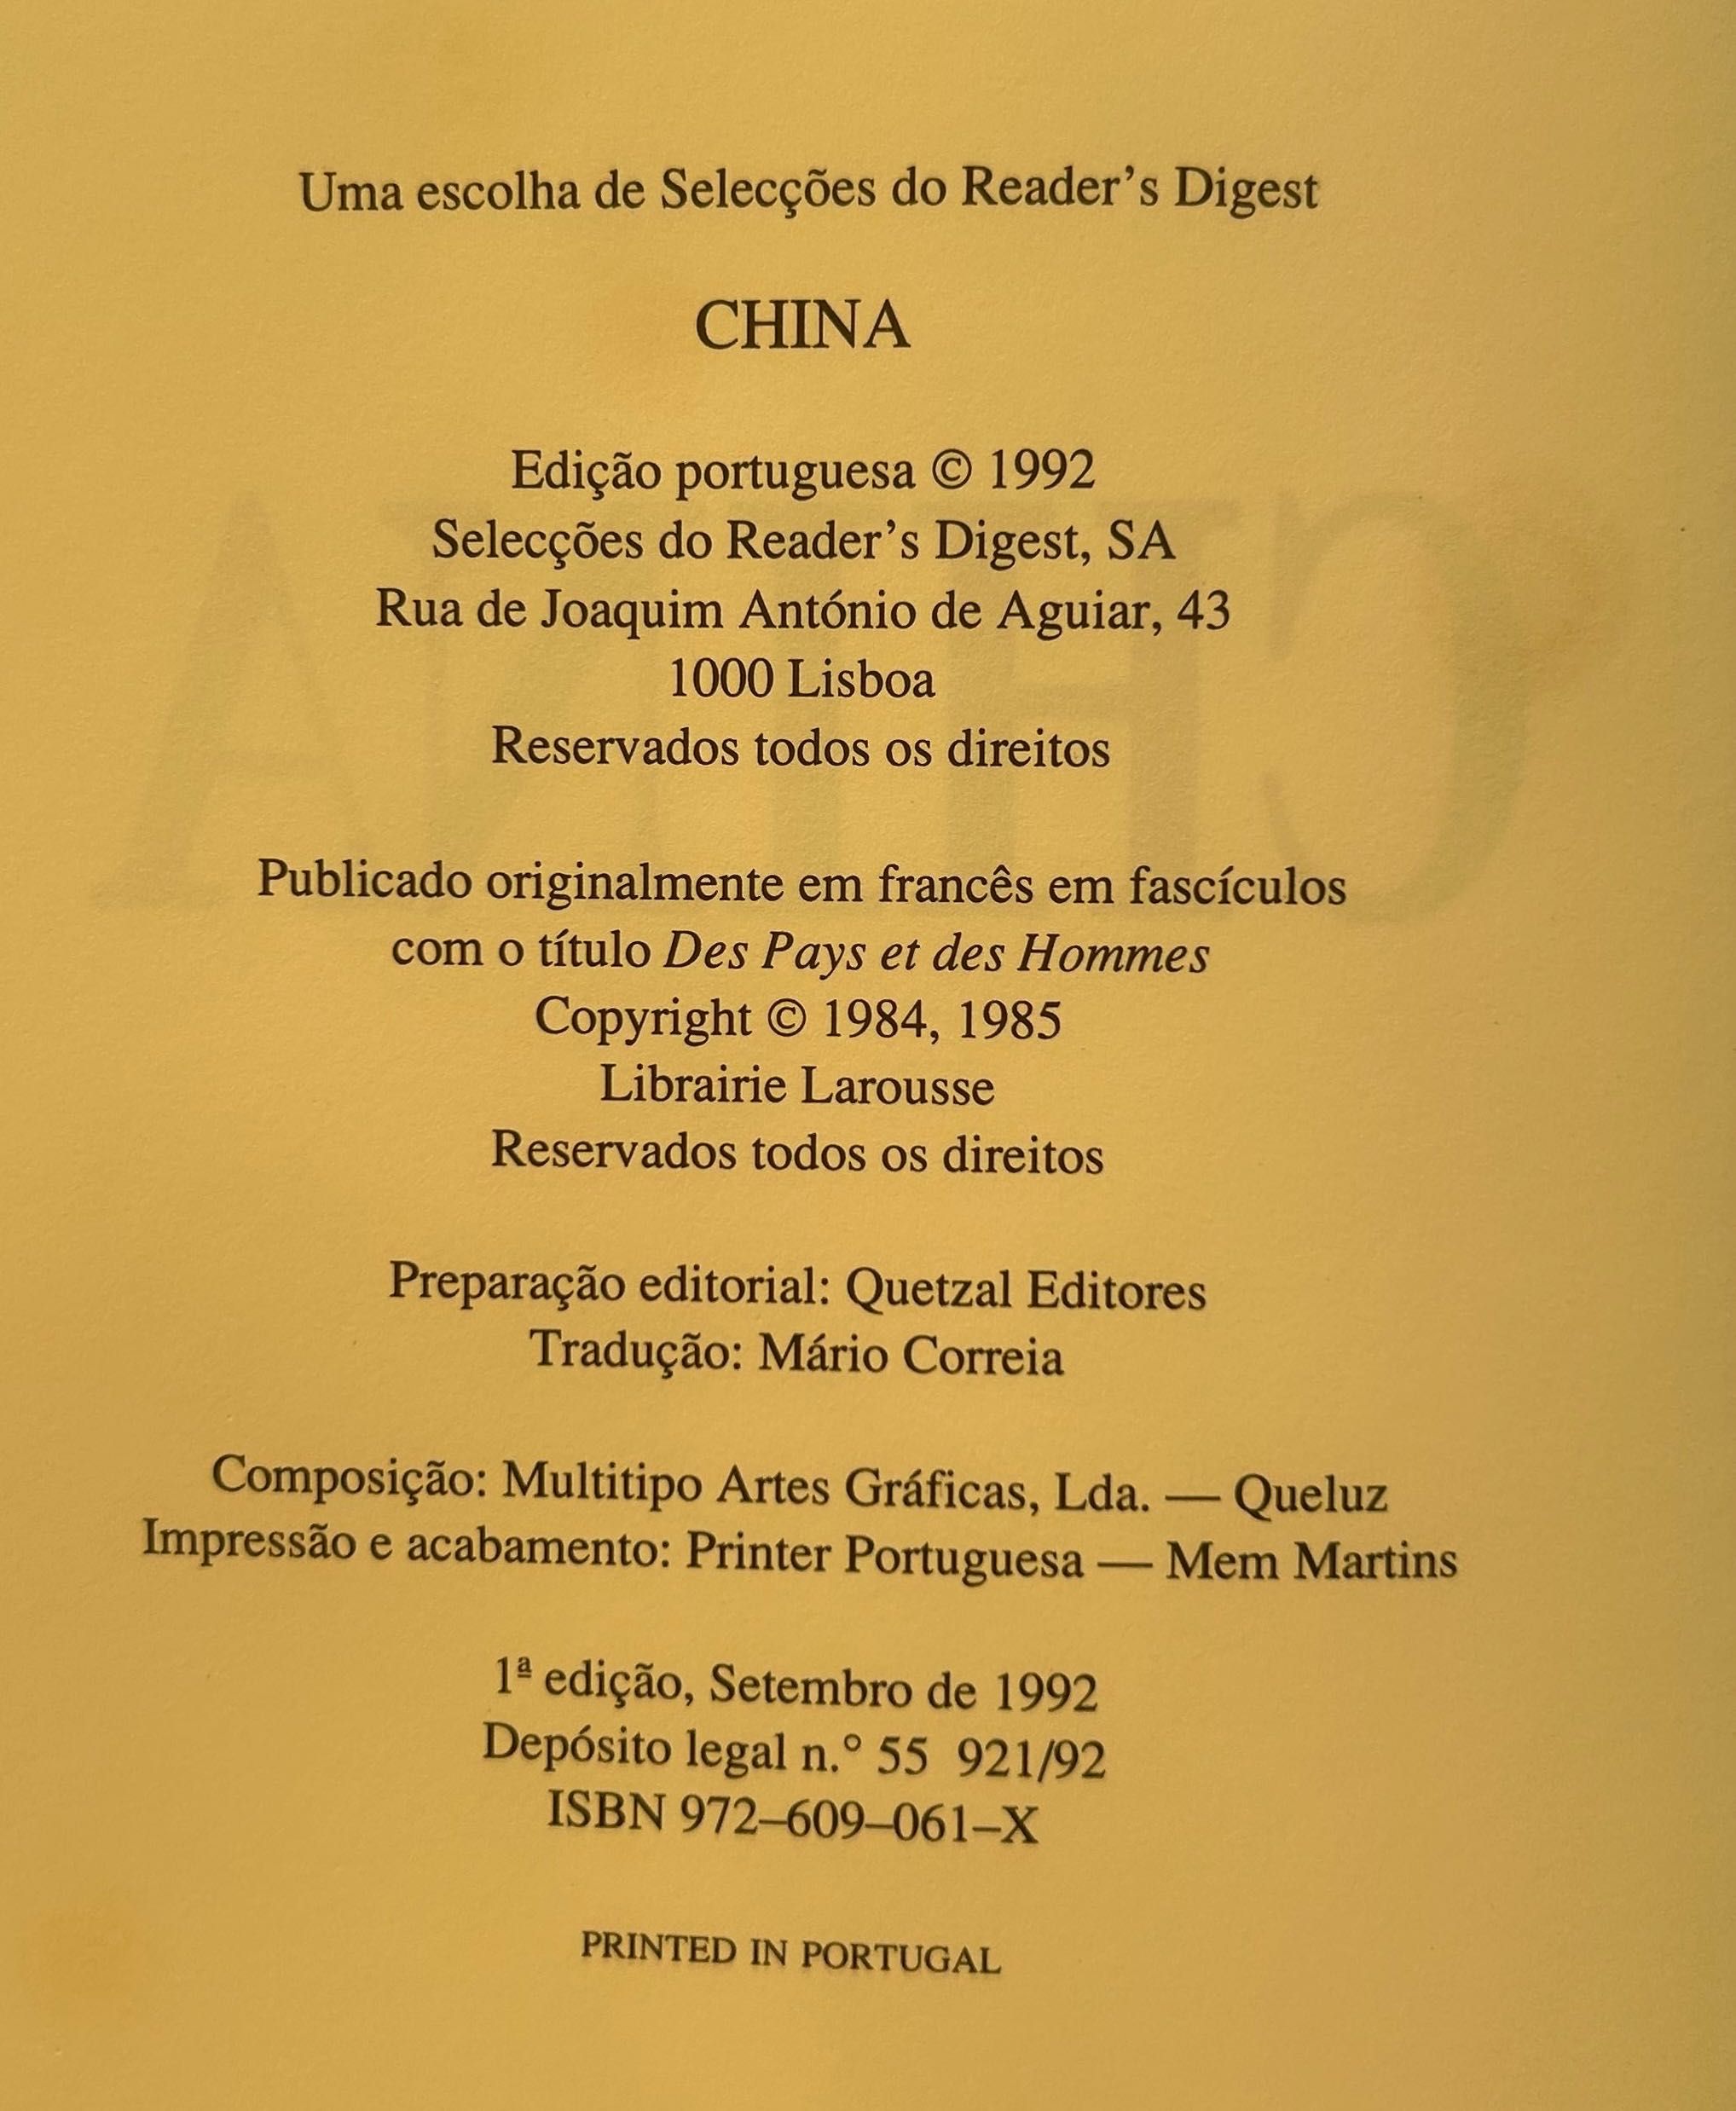 Uma escolha de Selecções do Reader's Digest
CHINA
Edição portuguesa © 1992
Selecções do Reader's Digest, SA
Rua de Joaquim António de Aguiar, 43
1000 Lisboa
Reservados todos os direitos
Publicado originalmente em francês em fascículos
com o título Des Pays et des Hommes
Copyright © 1984, 1985
Librairie Larousse
Reservados todos os direitos
Preparação editorial: Quetzal Editores
Tradução: Mário Correia
Composição: Multitipo Artes Gráficas, Lda. — Queluz
Impressão e acabamento: Printer Portuguesa — Mem Martins
1ª edição, Setembro de 1992
Depósito legal n.º 55 921/92
ISBN 972–609–061–X
PRINTED IN PORTUGAL